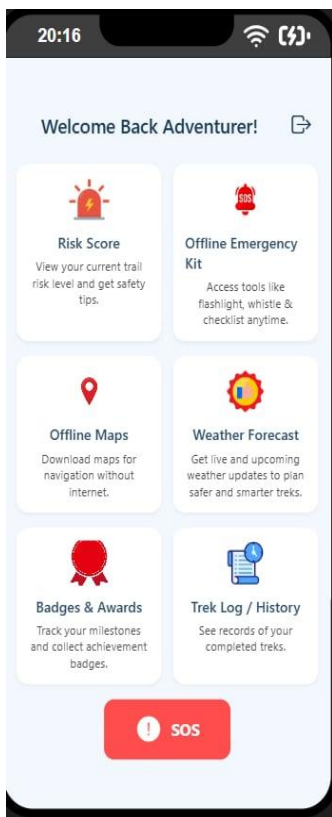 20:16
Welcome Back Adventurer!
Risk Score
View your current trail
risk level and get safety
tips.
SOS
Offline Emergency
Kit
Access tools like
flashlight, whistle &
checklist anytime.
Offline Maps
Download maps for
navigation without
internet.
Weather Forecast
Get live and upcoming
weather updates to plan
safer and smarter treks.
Badges & Awards
Track your milestones
and collect achievement
badges.
Trek Log / History
See records of your
completed treks.
! SOS